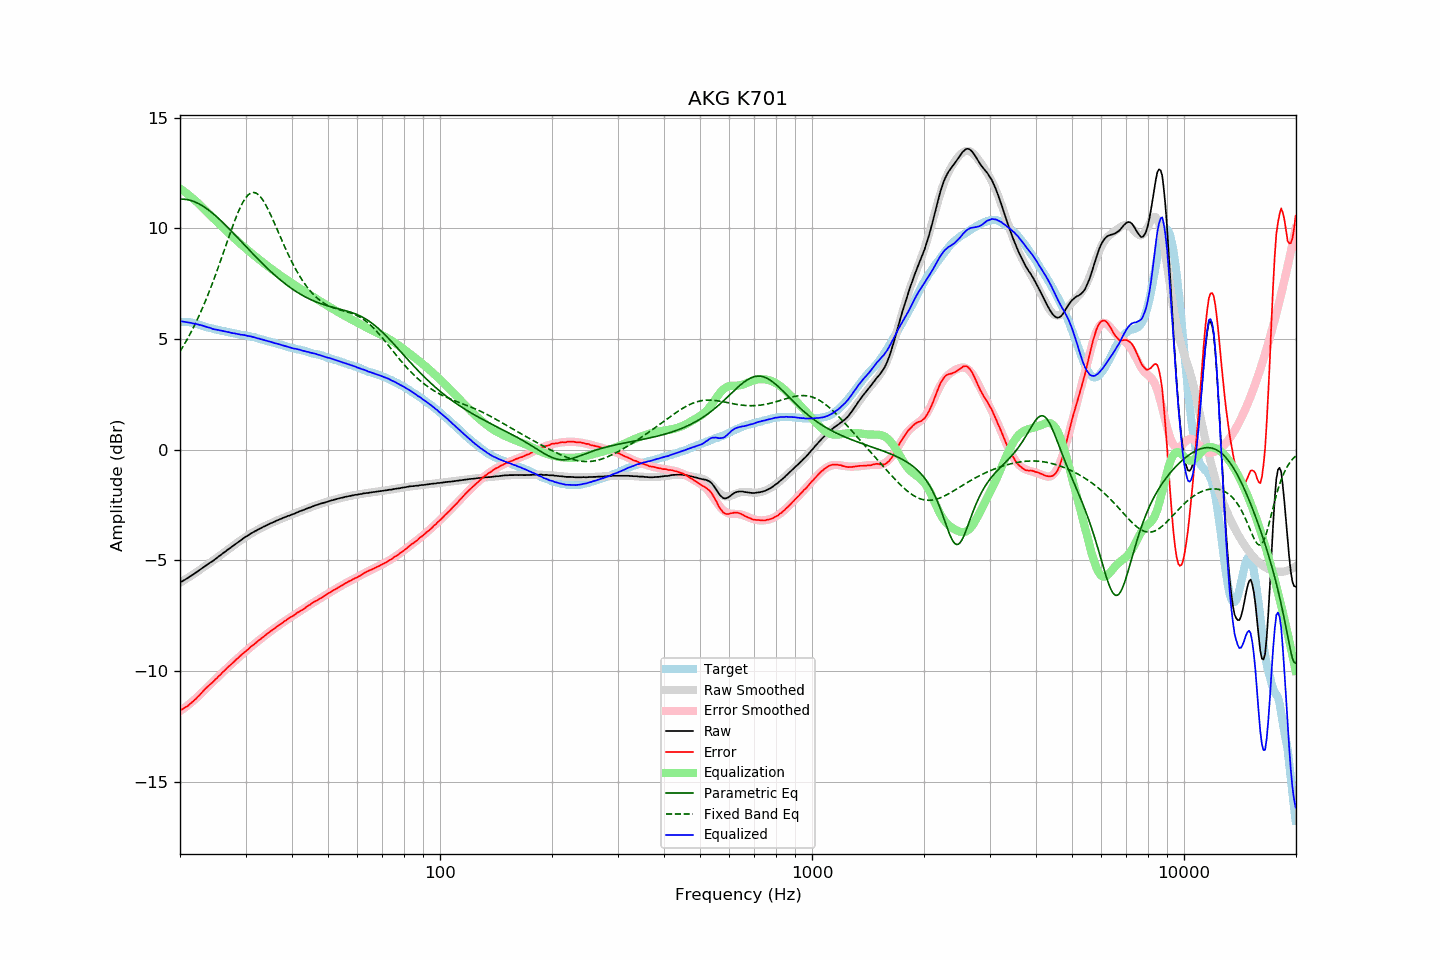 AKG K701
Amplitude (dBr)
15
10
5
0
−5
−10
−15
Target
Raw Smoothed
Error Smoothed
Raw
Error
Equalization
Parametric Eq
Fixed Band Eq
Equalized
100
1000
10000
Frequency (Hz)